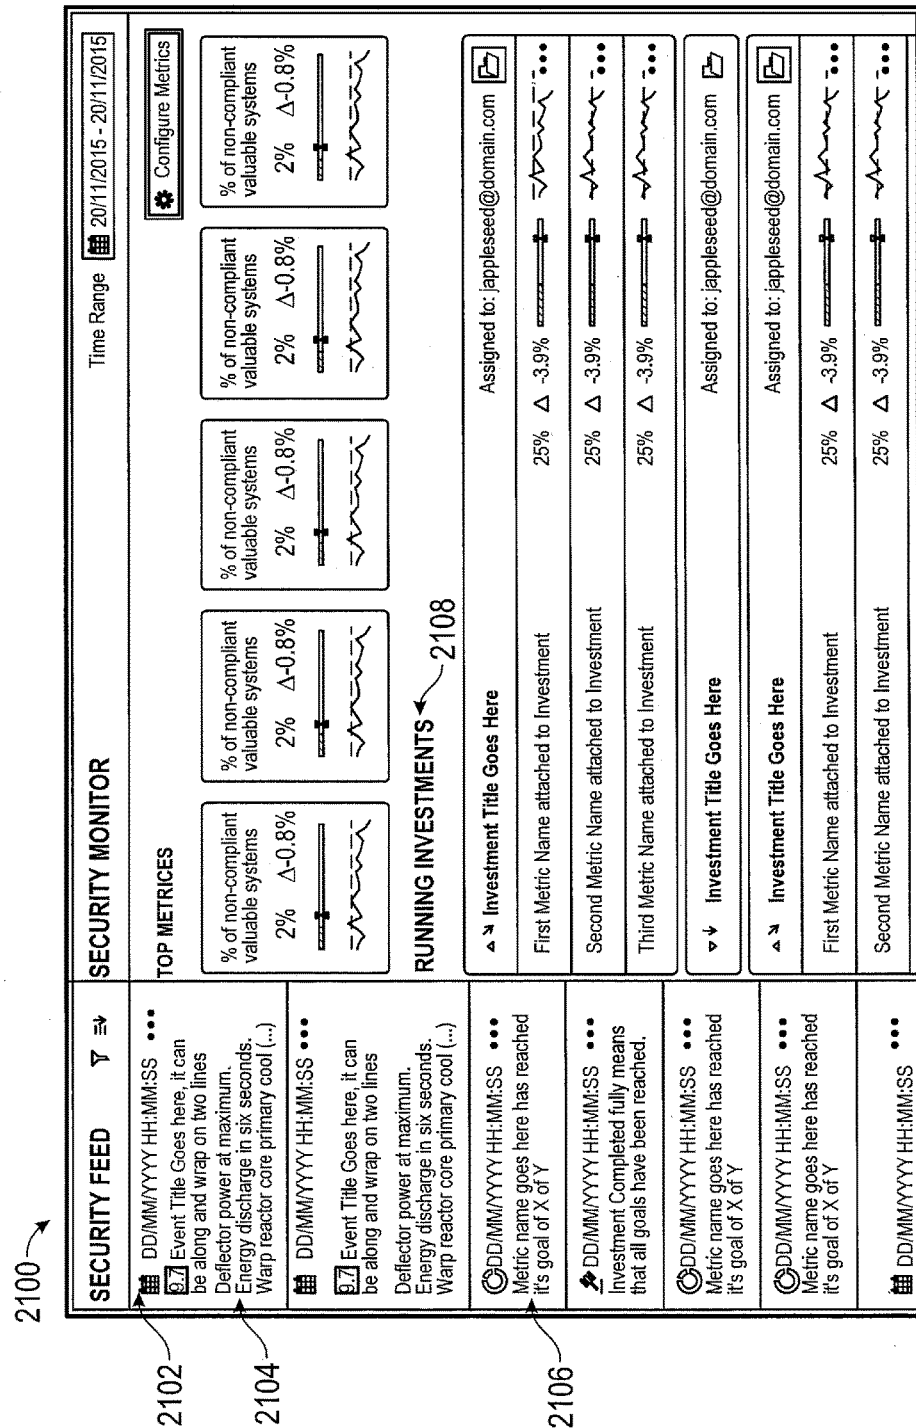 2100
SECURITY FEED
2102
DD/MM/YYYY HH:MM:SS •••
9.7 Event Title Goes here, it can
be along and wrap on two lines
2104
Deflector power at maximum.
Energy discharge in six seconds.
Warp reactor core primary cool (...)
DD/MM/YYYY HH:MM:SS •••
9.7 Event Title Goes here, it can
be along and wrap on two lines
Deflector power at maximum.
Energy discharge in six seconds.
Warp reactor core primary cool (...)
DD/MM/YYYY HH:MM:SS •••
2106
Metric name goes here has reached
it's goal of X of Y
DD/MM/YYYY HH:MM:SS •••
Investment Completed fully means
that all goals have been reached.
DD/MM/YYYY HH:MM:SS •••
Metric name goes here has reached
it's goal of X of Y
DD/MM/YYYY HH:MM:SS •••
Metric name goes here has reached
it's goal of X of Y
DD/MM/YYYY HH:MM:SS •••
SECURITY MONITOR
Time Range 20/11/2015 - 20/11/2015
TOP METRICES
Configure Metrics
% of non-compliant
valuable systems
2% Δ-0.8%
% of non-compliant
valuable systems
2% Δ-0.8%
% of non-compliant
valuable systems
2% Δ-0.8%
% of non-compliant
valuable systems
2% Δ-0.8%
% of non-compliant
valuable systems
2% Δ-0.8%
RUNNING INVESTMENTS
2108
Investment Title Goes Here Assigned to: jappleseed@domain.com
First Metric Name attached to Investment 25% Δ -3.9% •••
Second Metric Name attached to Investment 25% Δ -3.9% •••
Third Metric Name attached to Investment 25% Δ -3.9% •••
Investment Title Goes Here Assigned to: jappleseed@domain.com
Investment Title Goes Here Assigned to: jappleseed@domain.com
First Metric Name attached to Investment 25% Δ -3.9% •••
Second Metric Name attached to Investment 25% Δ -3.9% •••